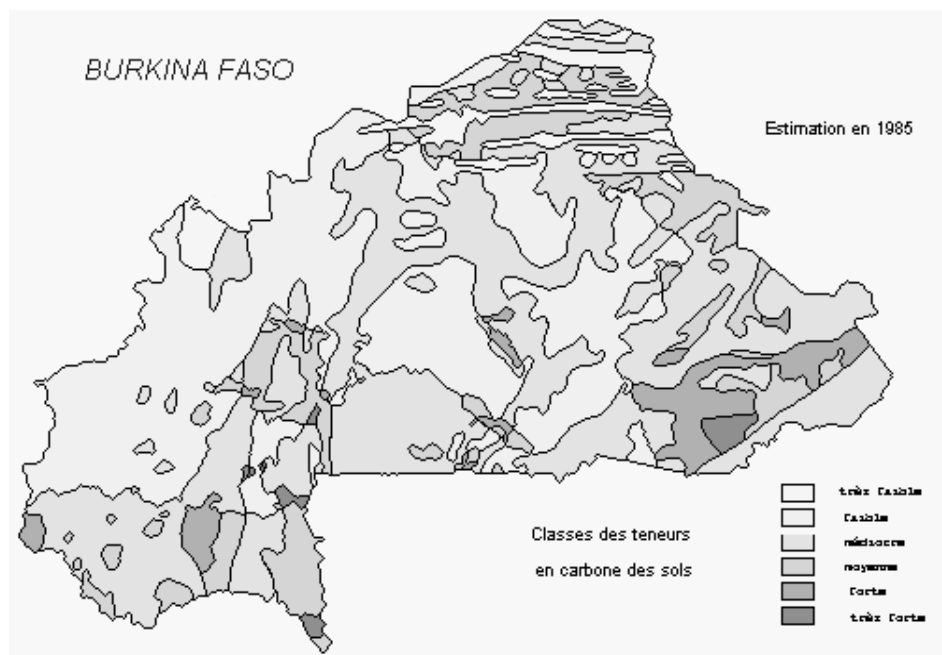 BURKINA FASO
Estimation en 1985
Classes des teneurs
en carbone des sols
très faible
faible
médiocre
moyenne
forte
très forte